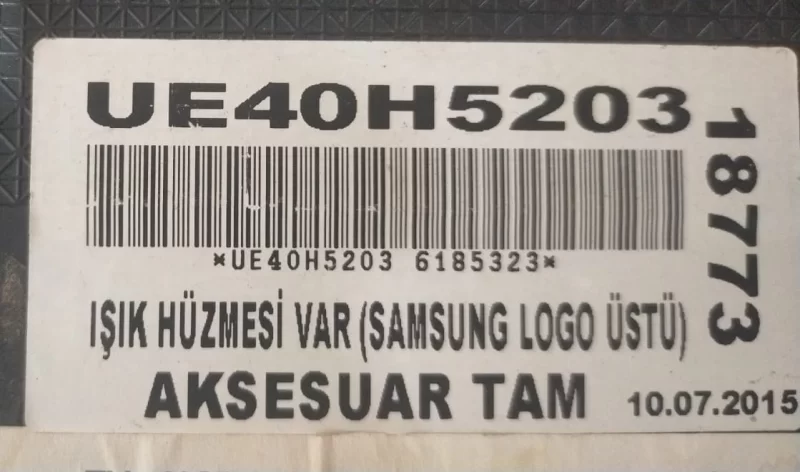 UE40H5203
*UE40H5203 6185323*
IŞIK HÜZMESİ VAR (SAMSUNG LOGO ÜSTÜ)
AKSESUAR TAM
10.07.2015
18773